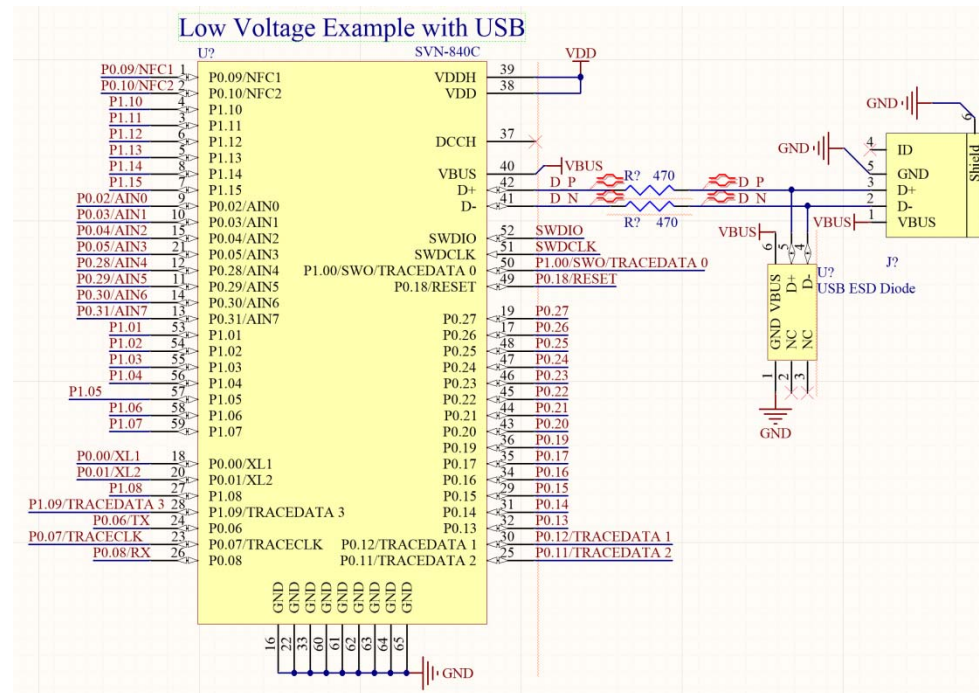 Low Voltage Example with USB
U?
SVN-840C
VDD
P0.09/NFC1 1 P0.09/NFC1
P0.10/NFC2 2 P0.10/NFC2
P1.10 4 P1.10
P1.11 3 P1.11
P1.12 6 P1.12
P1.13 5 P1.13
P1.14 8 P1.14
P1.15 7 P1.15
P0.02/AIN0 9 P0.02/AIN0
P0.03/AIN1 10 P0.03/AIN1
P0.04/AIN2 15 P0.04/AIN2
P0.05/AIN3 21 P0.05/AIN3
P0.28/AIN4 12 P0.28/AIN4
P0.29/AIN5 11 P0.29/AIN5
P0.30/AIN6 14 P0.30/AIN6
P0.31/AIN7 13 P0.31/AIN7
P1.01 53 P1.01
P1.02 54 P1.02
P1.03 55 P1.03
P1.04 56 P1.04
P1.05 57 P1.05
P1.06 58 P1.06
P1.07 59 P1.07
P0.00/XL1 18 P0.00/XL1
P0.01/XL2 20 P0.01/XL2
P1.08 27 P1.08
P1.09/TRACEDATA 3 28 P1.09/TRACEDATA 3
P0.06/TX 24 P0.06
P0.07/TRACECLK 23 P0.07/TRACECLK
P0.08/RX 26 P0.08
VDDH 39
VDD 38
DCCH 37
VBUS 40 VBUS
D+ 42 D P R? 470 D P
D- 41 D N R? 470 D N
SWDIO 52 SWDIO
SWDCLK 51 SWDCLK
P1.00/SWO/TRACEDATA 0 50 P1.00/SWO/TRACEDATA 0
P0.18/RESET 49 P0.18/RESET
P0.27 19 P0.27
P0.26 17 P0.26
P0.25 48 P0.25
P0.24 47 P0.24
P0.23 46 P0.23
P0.22 45 P0.22
P0.21 44 P0.21
P0.20 43 P0.20
P0.19 36 P0.19
P0.17 35 P0.17
P0.16 34 P0.16
P0.15 29 P0.15
P0.14 31 P0.14
P0.13 32 P0.13
P0.12/TRACEDATA 1 30 P0.12/TRACEDATA 1
P0.11/TRACEDATA 2 25 P0.11/TRACEDATA 2
GND GND GND GND GND GND GND GND GND
16 22 33 60 61 62 63 64 65
GND
GND 6
Shield
4 ID
GND 5 GND
3 D+
2 D-
VBUS 1 VBUS
J?
VBUS
6 5 4
VBUS D+ D-
GND NC NC
1 2 3
U?
USB ESD Diode
GND